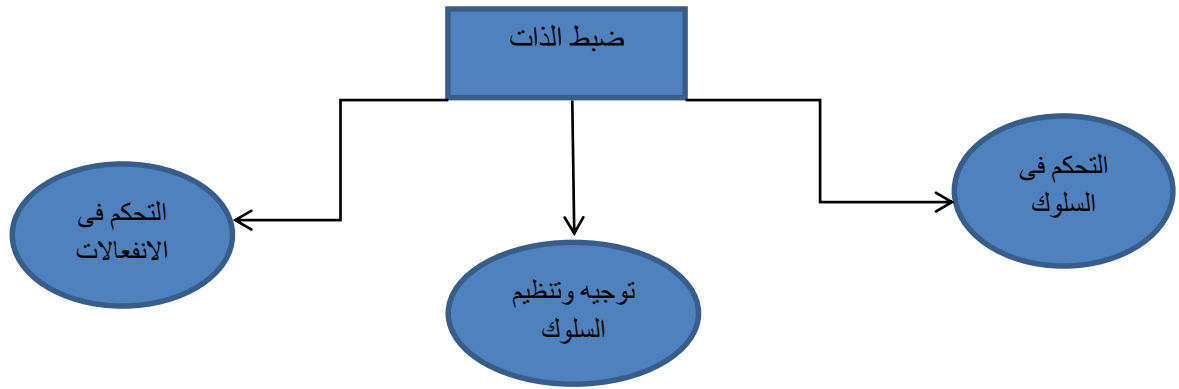 ضبط الذات
التحكم فى
السلوك
توجيه وتنظيم
السلوك
التحكم فى
الانفعالات